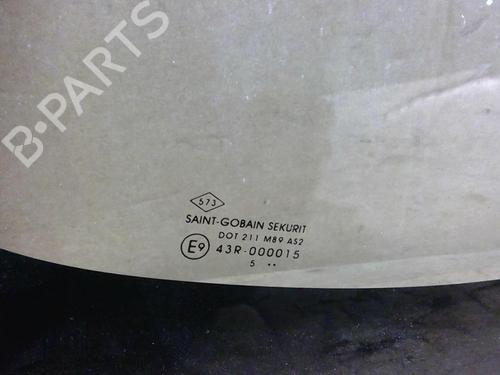 B-PARTS
573
SAINT-GOBAIN SEKURIT
DOT 211 M89 AS2
E9 43R-000015
5 ..